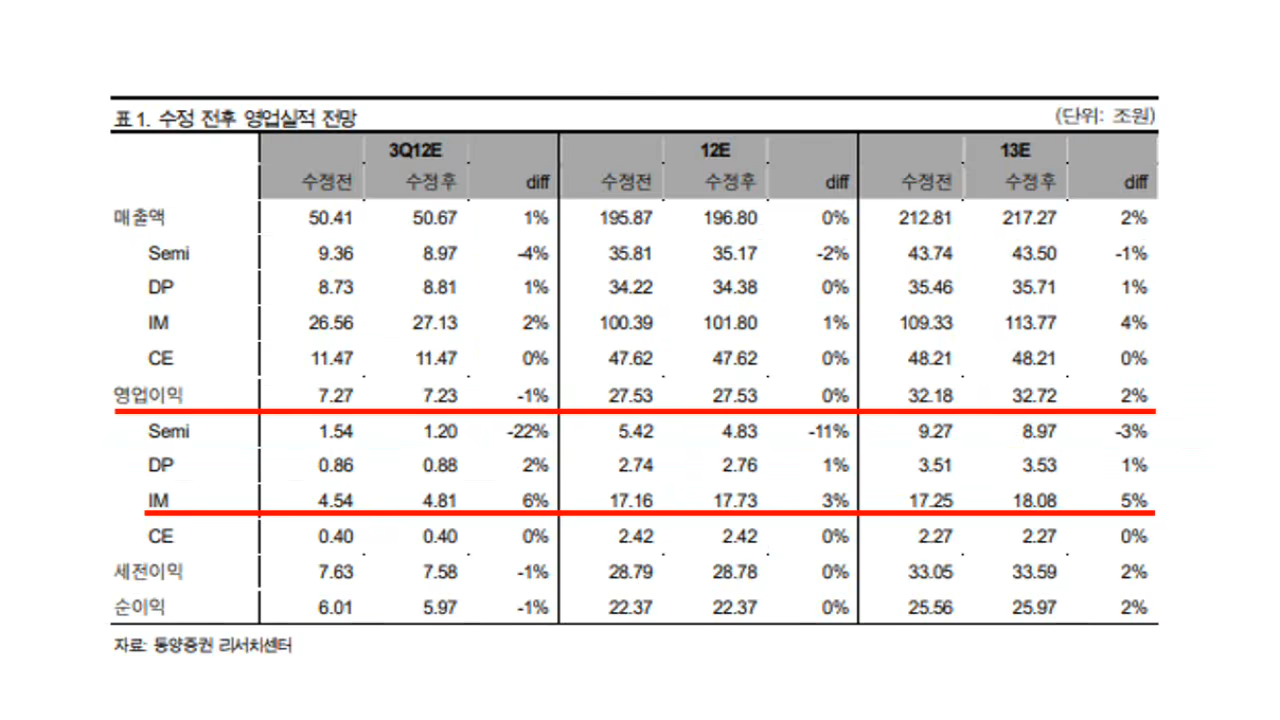 표 1. 수정 전후 영업실적 전망 (단위: 조원)
3Q12E 12E 13E
수정전 수정후 diff 수정전 수정후 diff 수정전 수정후 diff
매출액 50.41 50.67 1% 195.87 196.80 0% 212.81 217.27 2%
Semi 9.36 8.97 -4% 35.81 35.17 -2% 43.74 43.50 -1%
DP 8.73 8.81 1% 34.22 34.38 0% 35.46 35.71 1%
IM 26.56 27.13 2% 100.39 101.80 1% 109.33 113.77 4%
CE 11.47 11.47 0% 47.62 47.62 0% 48.21 48.21 0%
영업이익 7.27 7.23 -1% 27.53 27.53 0% 32.18 32.72 2%
Semi 1.54 1.20 -22% 5.42 4.83 -11% 9.27 8.97 -3%
DP 0.86 0.88 2% 2.74 2.76 1% 3.51 3.53 1%
IM 4.54 4.81 6% 17.16 17.73 3% 17.25 18.08 5%
CE 0.40 0.40 0% 2.42 2.42 0% 2.27 2.27 0%
세전이익 7.63 7.58 -1% 28.79 28.78 0% 33.05 33.59 2%
순이익 6.01 5.97 -1% 22.37 22.37 0% 25.56 25.97 2%
자료: 동양증권 리서치센터